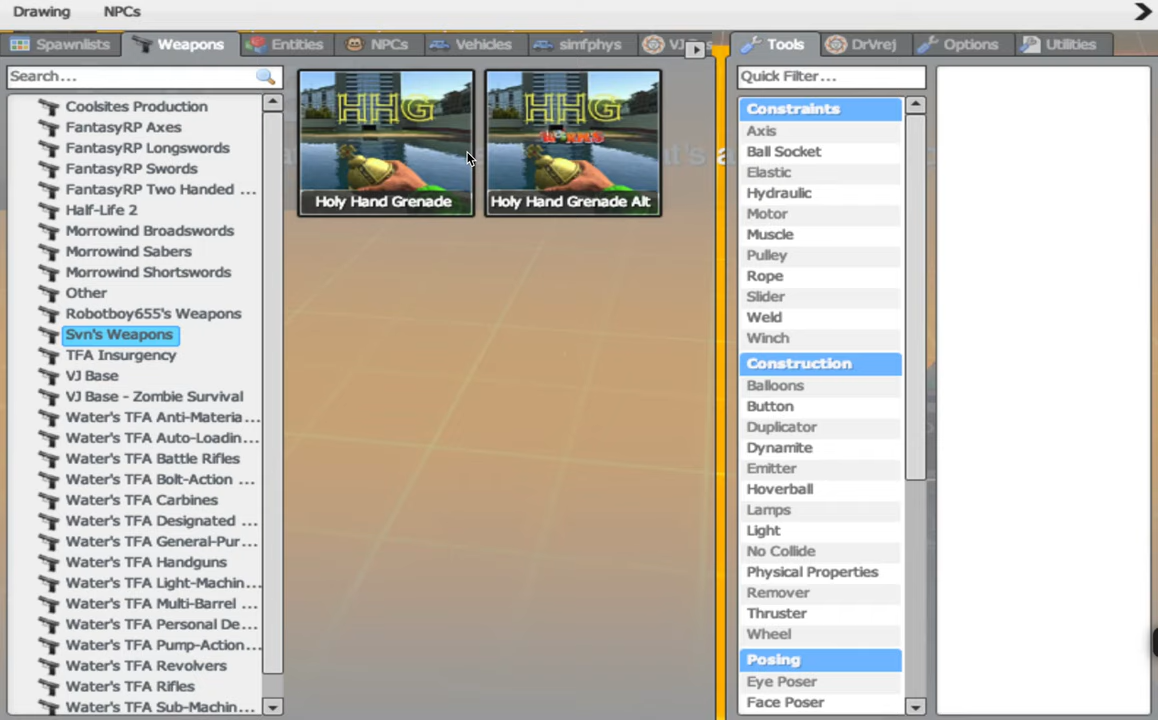 Drawing NPCs
Spawnlists Weapons Entities NPCs Vehicles simfphys
Tools DrVrej Options Utilities
Search...
Coolsites Production
FantasyRP Axes
FantasyRP Longswords
FantasyRP Swords
FantasyRP Two Handed ...
Half-Life 2
Morrowind Broadswords
Morrowind Sabers
Morrowind Shortswords
Other
Robotboy655's Weapons
Svn's Weapons
TFA Insurgency
VJ Base
VJ Base - Zombie Survival
Water's TFA Anti-Materia...
Water's TFA Auto-Loadin...
Water's TFA Battle Rifles
Water's TFA Bolt-Action ...
Water's TFA Carbines
Water's TFA Designated ...
Water's TFA General-Pur...
Water's TFA Handguns
Water's TFA Light-Machin...
Water's TFA Multi-Barrel ...
Water's TFA Personal De...
Water's TFA Pump-Action...
Water's TFA Revolvers
Water's TFA Rifles
Water's TFA Sub-Machin...
HHG
Holy Hand Grenade
HHG
WORMS
Holy Hand Grenade Alt
Quick Filter...
Constraints
Axis
Ball Socket
Elastic
Hydraulic
Motor
Muscle
Pulley
Rope
Slider
Weld
Winch
Construction
Balloons
Button
Duplicator
Dynamite
Emitter
Hoverball
Lamps
Light
No Collide
Physical Properties
Remover
Thruster
Wheel
Posing
Eye Poser
Face Poser